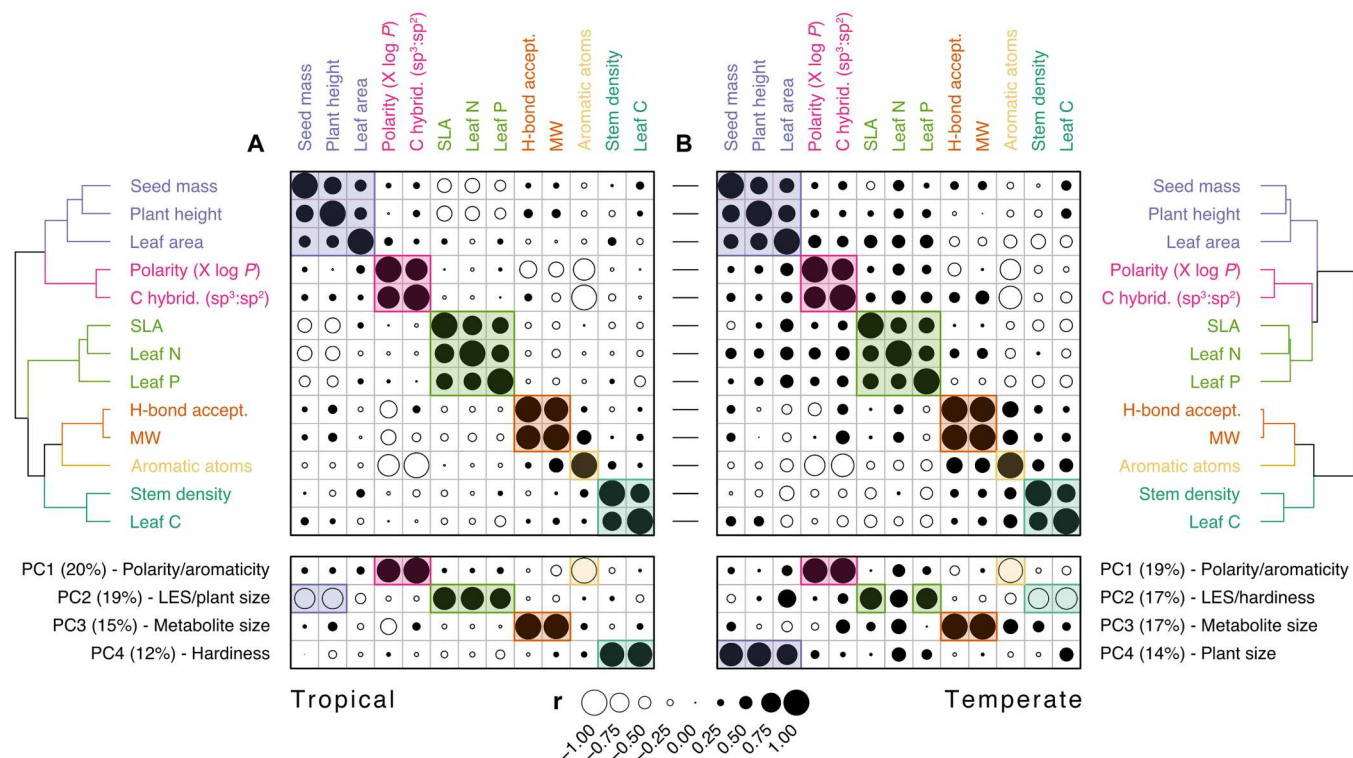 A
B
Seed mass
Plant height
Leaf area
Polarity (X log P)
C hybrid. (sp³:sp²)
SLA
Leaf N
Leaf P
H-bond accept.
MW
Aromatic atoms
Stem density
Leaf C
Seed mass
Plant height
Leaf area
Polarity (X log P)
C hybrid. (sp³:sp²)
SLA
Leaf N
Leaf P
H-bond accept.
MW
Aromatic atoms
Stem density
Leaf C
Seed mass
Plant height
Leaf area
Polarity (X log P)
C hybrid. (sp³:sp²)
SLA
Leaf N
Leaf P
H-bond accept.
MW
Aromatic atoms
Stem density
Leaf C
Seed mass
Plant height
Leaf area
Polarity (X log P)
C hybrid. (sp³:sp²)
SLA
Leaf N
Leaf P
H-bond accept.
MW
Aromatic atoms
Stem density
Leaf C
PC1 (20%) - Polarity/aromaticity
PC2 (19%) - LES/plant size
PC3 (15%) - Metabolite size
PC4 (12%) - Hardiness
PC1 (19%) - Polarity/aromaticity
PC2 (17%) - LES/hardiness
PC3 (17%) - Metabolite size
PC4 (14%) - Plant size
Tropical
r
Temperate
−1.00
−0.75
−0.50
−0.25
0.00
0.25
0.50
0.75
1.00